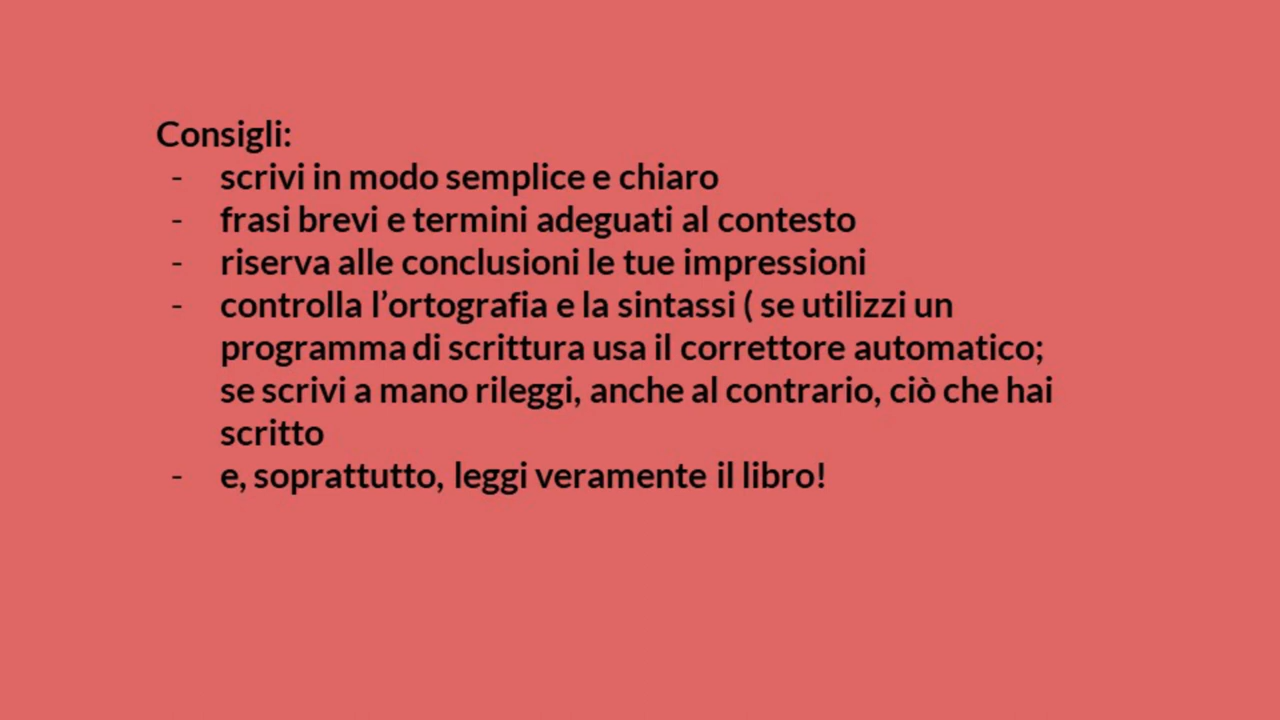 Consigli:
- scrivi in modo semplice e chiaro
- frasi brevi e termini adeguati al contesto
- riserva alle conclusioni le tue impressioni
- controlla l’ortografia e la sintassi ( se utilizzi un
programma di scrittura usa il correttore automatico;
se scrivi a mano rileggi, anche al contrario, ciò che hai
scritto
- e, soprattutto, leggi veramente il libro!